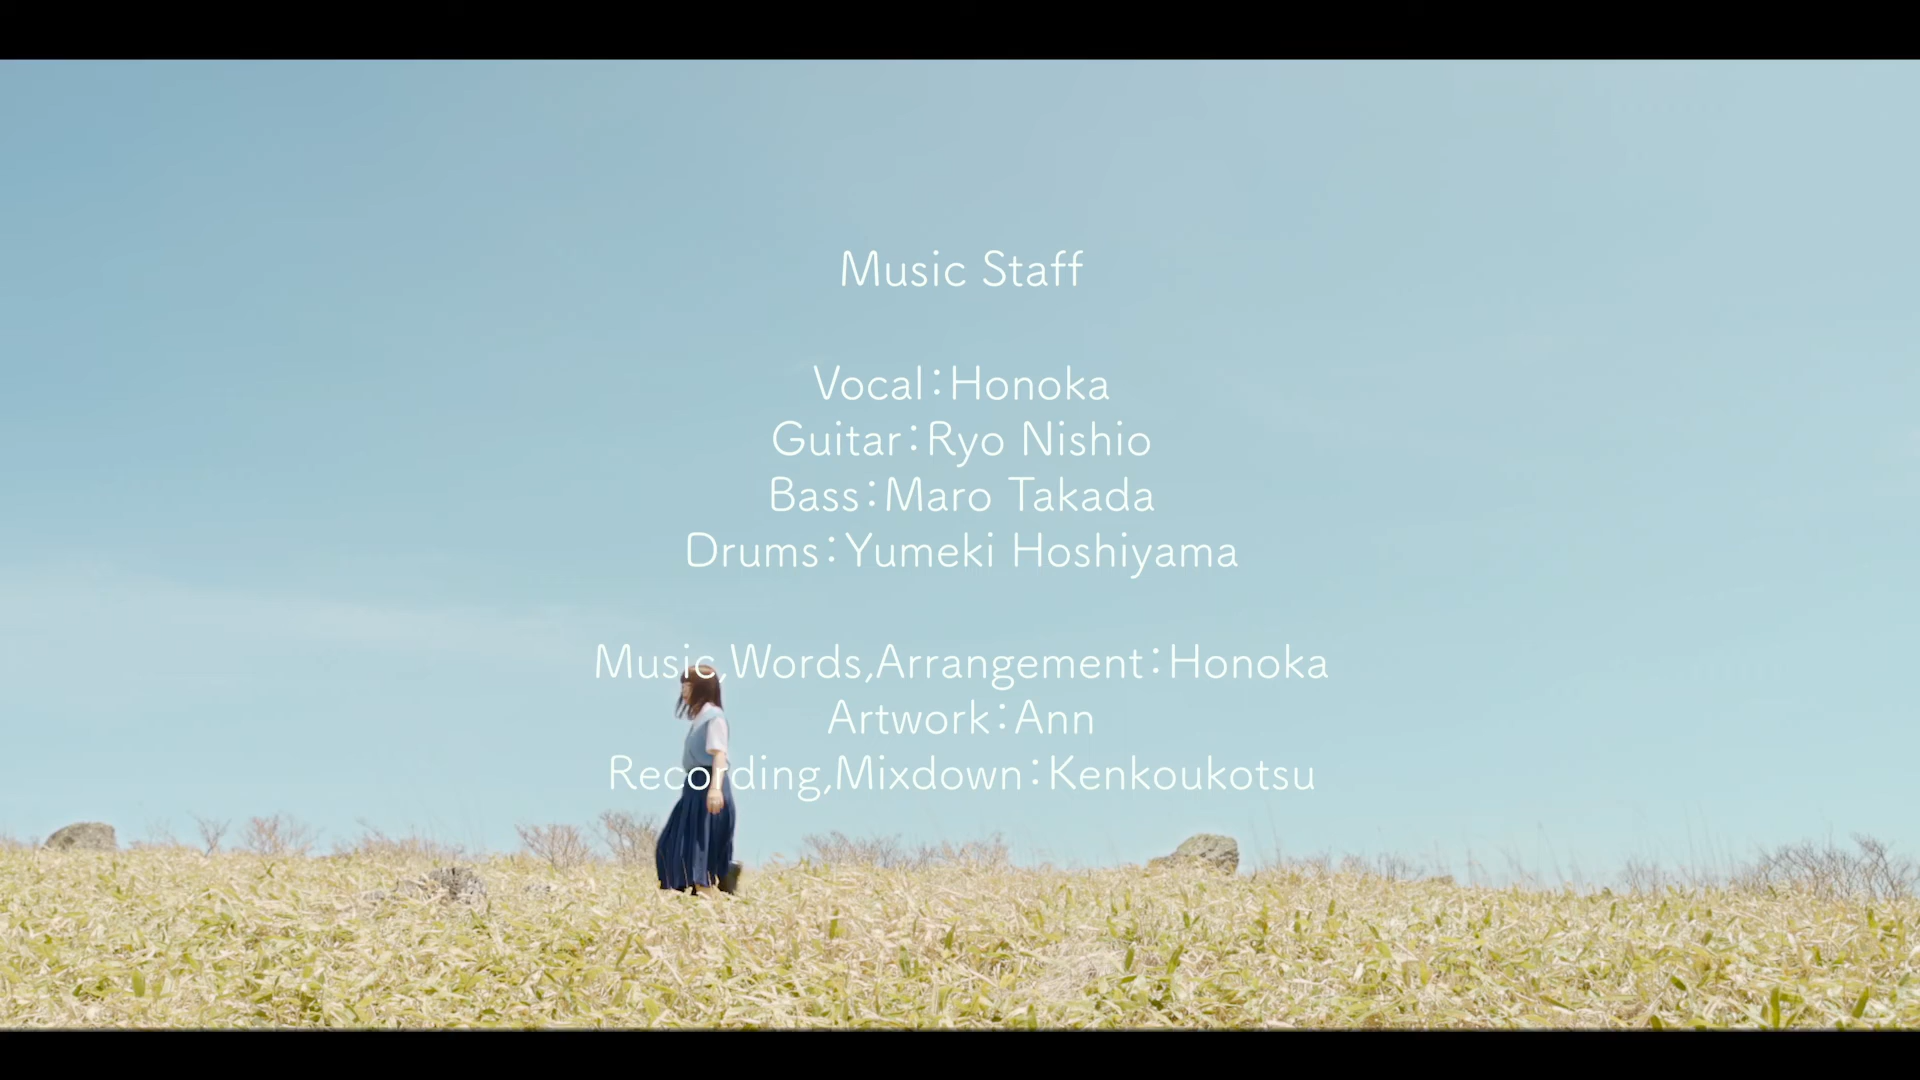 Music Staff
Vocal：Honoka
Guitar：Ryo Nishio
Bass：Maro Takada
Drums：Yumeki Hoshiyama
Music,Words,Arrangement：Honoka
Artwork：Ann
Recording,Mixdown：Kenkoukotsu